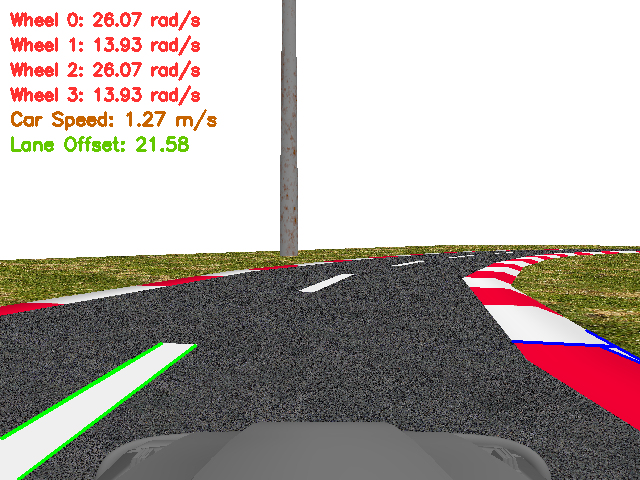 Wheel 0: 26.07 rad/s
Wheel 1: 13.93 rad/s
Wheel 2: 26.07 rad/s
Wheel 3: 13.93 rad/s
Car Speed: 1.27 m/s
Lane Offset: 21.58